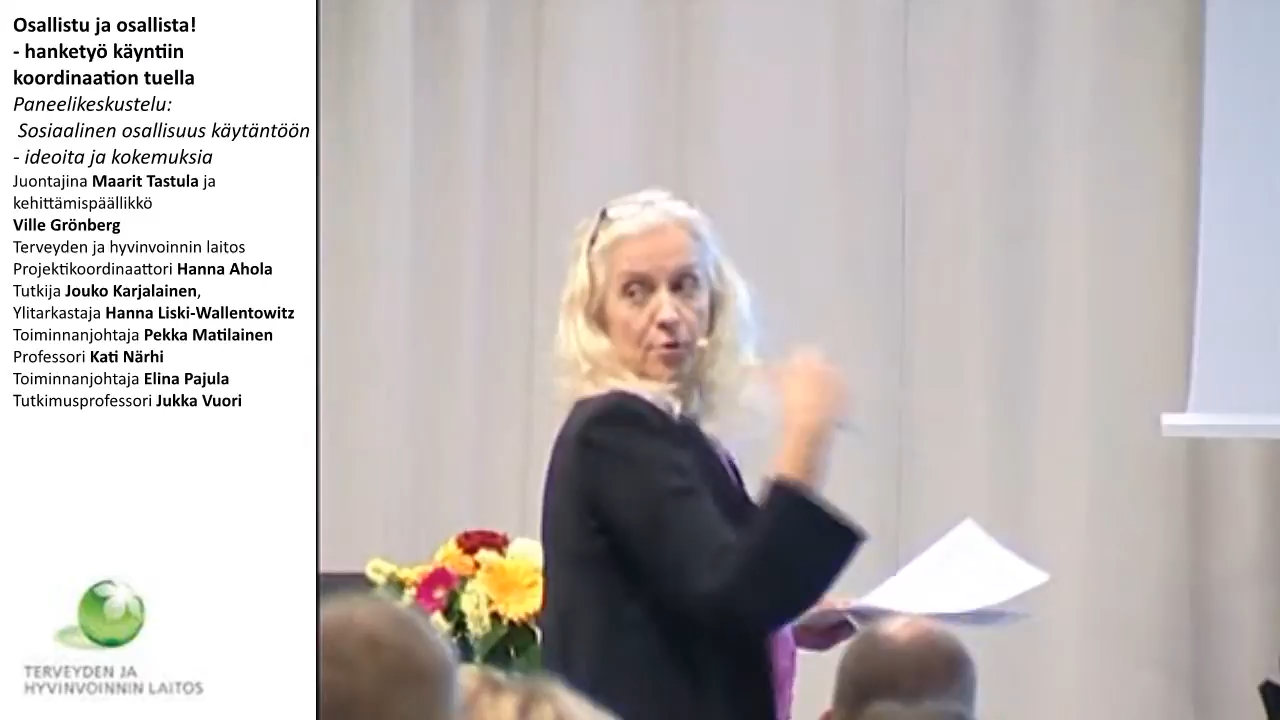 Osallistu ja osallista!
- hanketyö käyntiin
koordinaation tuella
Paneelikeskustelu:
Sosiaalinen osallisuus käytäntöön
- ideoita ja kokemuksia
Juontajina Maarit Tastula ja
kehittämispäällikkö
Ville Grönberg
Terveyden ja hyvinvoinnin laitos
Projektikoordinaattori Hanna Ahola
Tutkija Jouko Karjalainen,
Ylitarkastaja Hanna Liski-Wallentowitz
Toiminnanjohtaja Pekka Matilainen
Professori Kati Närhi
Toiminnanjohtaja Elina Pajula
Tutkimusprofessori Jukka Vuori
TERVEYDEN JA
HYVINVOINNIN LAITOS